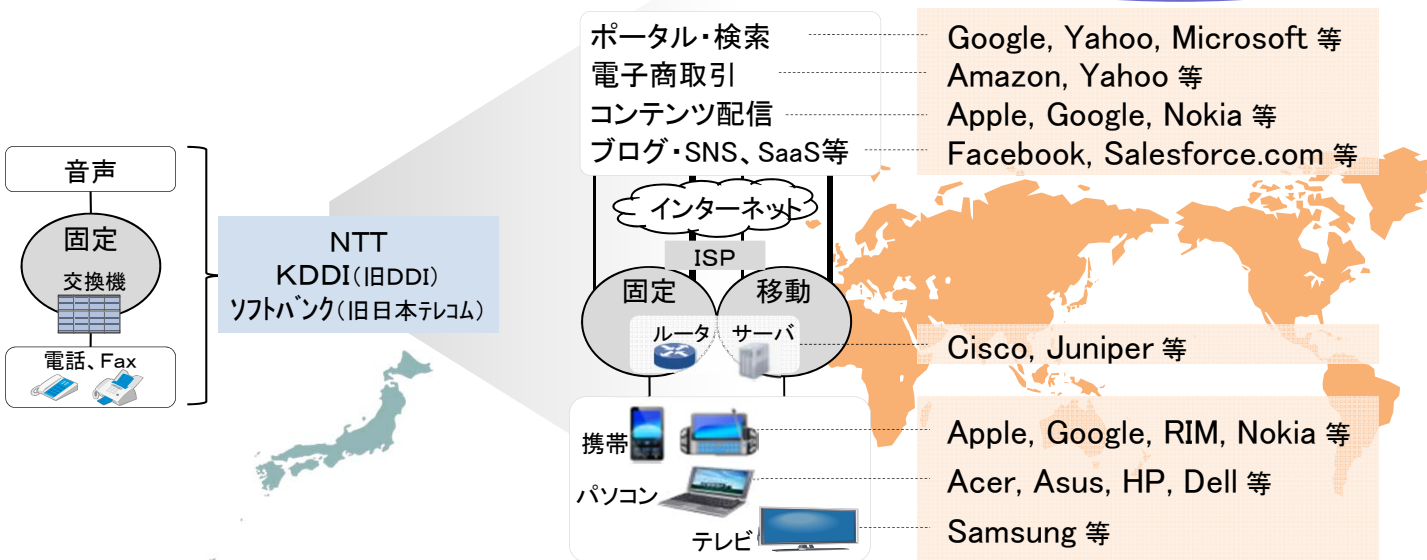 音声
固定
交換機
電話、Fax
NTT
KDDI(旧DDI)
ソフトバンク(旧日本テレコム)
ポータル・検索
電子商取引
コンテンツ配信
ブログ・SNS、SaaS等
インターネット
ISP
固定
移動
ルータ
サーバ
携帯
パソコン
テレビ
Google, Yahoo, Microsoft 等
Amazon, Yahoo 等
Apple, Google, Nokia 等
Facebook, Salesforce.com 等
Cisco, Juniper 等
Apple, Google, RIM, Nokia 等
Acer, Asus, HP, Dell 等
Samsung 等